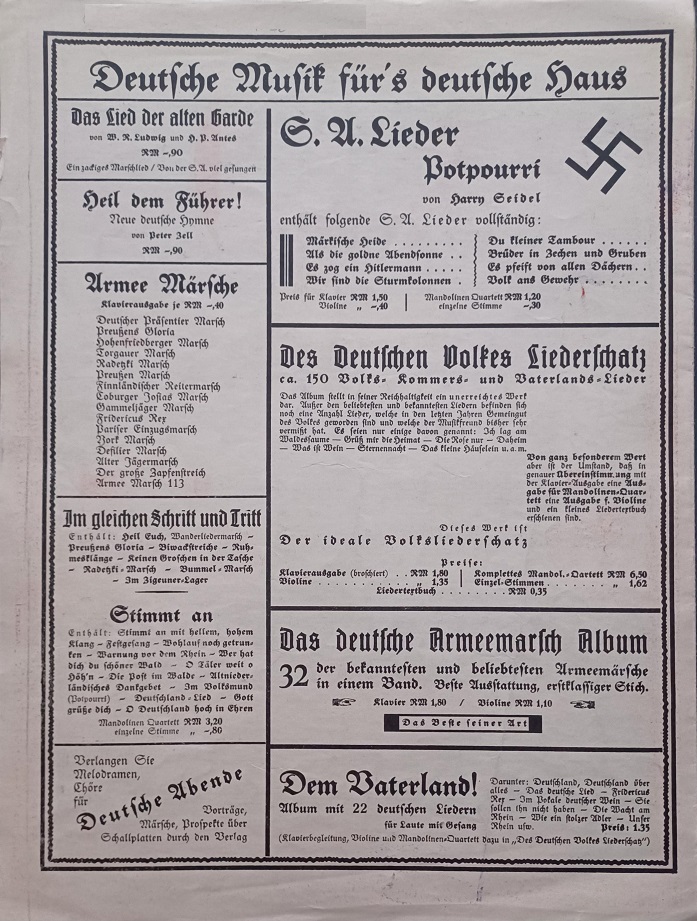 Deutsche Musik für's deutsche Haus
Das Lied der alten Garde
von W. R. Ludwig und H. P. Antes
RM -,90
Ein zackiges Marschlied / Von der S.A. viel gesungen
Heil dem Führer!
Neue deutsche Hymne
von Peter Jell
RM -,90
Armee Märsche
Klavierausgabe je RM -,40
Deutscher Präsentier Marsch
Preußens Gloria
Hohenfriedberger Marsch
Torgauer Marsch
Radetzki Marsch
Preußen Marsch
Finnländischer Reitermarsch
Coburger Josias Marsch
Gammeljäger Marsch
Fridericus Rex
Pariser Einzugsmarsch
York Marsch
Defilier Marsch
Alter Jägermarsch
Der große Zapfenstreich
Armee Marsch 113
Im gleichen Schritt und Tritt
Enthält: Heil Euch, Wanderliedermarsch -
Preußens Gloria - Biwackstreiche - Ruh-
mesklänge - Keinen Groschen in der Tasche
- Radetzki-Marsch - Bummel-Marsch
- Im Zigeuner-Lager
Stimmt an
Enthält: Stimmt an mit hellem, hohem
Klang - Festgesang - Wohlauf noch getrun-
ken - Warnung vor dem Rhein - Wer hat
dich du schöner Wald - O Täler weit o
Höh'n - Die Post im Walde - Altnieder-
ländisches Dankgebet - Im Volksmund
(Potpourri) - Deutschland-Lied - Gott
grüße dich - O Deutschland hoch in Ehren
Mandolinen Quartett RM 3,20
einzelne Stimme „ -,80
Verlangen Sie
Melodramen,
Chöre
für
Deutsche Abende
Vorträge,
Märsche, Prospekte über
Schallplatten durch den Verlag
S. A. Lieder
Potpourri
von Harry Seidel
enthält folgende S. A. Lieder vollständig:
Märkische Heide . . . . . . . . .
Als die goldne Abendsonne . .
Es zog ein Hitlermann . . . . .
Wir sind die Sturmkolonnen .
Du kleiner Tambour . . . . . .
Brüder in Zechen und Gruben
Es pfeift von allen Dächern . .
Volk ans Gewehr . . . . . . . .
Preis für Klavier RM 1,50
Violine „ -,40
Mandolinen Quartett RM 1,20
einzelne Stimme -,30
Des Deutschen Volkes Liederschatz
ca. 150 Volks- Kommers- und Vaterlands-Lieder
Das Album stellt in seiner Reichhaltigkeit ein unerreichtes Werk
dar. Außer den beliebtesten und bekanntesten Liedern befinden sich
noch eine Anzahl Lieder, welche in den letzten Jahren Gemeingut
des Volkes geworden sind und welche der Musikfreund bisher sehr
vermißt hat. Es seien nur einige davon genannt: Ich lag am
Waldessaume - Grüß mir die Heimat - Die Rose nur - Daheim
- Was ist Wein - Sternennacht - Das kleine Häuselein u. a. m.
Von ganz besonderem Wert
aber ist der Umstand, daß in
genauer Übereinstimmung mit
der Klavier-Ausgabe eine Aus-
gabe für Mandolinen-Quar-
tett eine Ausgabe f. Violine
und ein kleines Liedertextbuch
erschienen sind.
Dieses Werk ist
Der ideale Volksliederschatz
Preise:
Klavierausgabe (broschiert) . . RM 1,80
Violine . . . . . . . . . . . „ 1,35
Komplettes Mandol.-Qartett RM 6,50
Einzel-Stimmen . . . . . . „ 1,62
Liedertextbuch . . . . . . . . RM 0,35
Das deutsche Armeemarsch Album
32 der bekanntesten und beliebtesten Armeemärsche
in einem Band. Beste Ausstattung, erstklassiger Stich.
Klavier RM 1,80 / Violine RM 1,10
Das Beste seiner Art
Dem Vaterland!
Album mit 22 deutschen Liedern
für Laute mit Gesang
Darunter: Deutschland, Deutschland über
alles - Das deutsche Lied - Fridericus
Rex - Im Pokale deutscher Wein - Sie
sollen ihn nicht haben - Die Wacht am
Rhein - Wie ein stolzer Adler - Unser
Rhein usw. Preis: 1.35
(Klavierbegleitung, Violine und Mandolinen-Quartett dazu in „Des Deutschen Volkes Liederschatz")